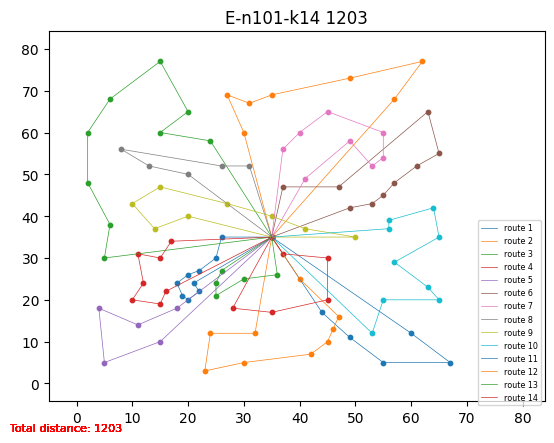 E-n101-k14 1203
80
70
60
50
40
30
20
10
0
0 10 20 30 40 50 60 70 80
route 1
route 2
route 3
route 4
route 5
route 6
route 7
route 8
route 9
route 10
route 11
route 12
route 13
route 14
Total distance: 1203